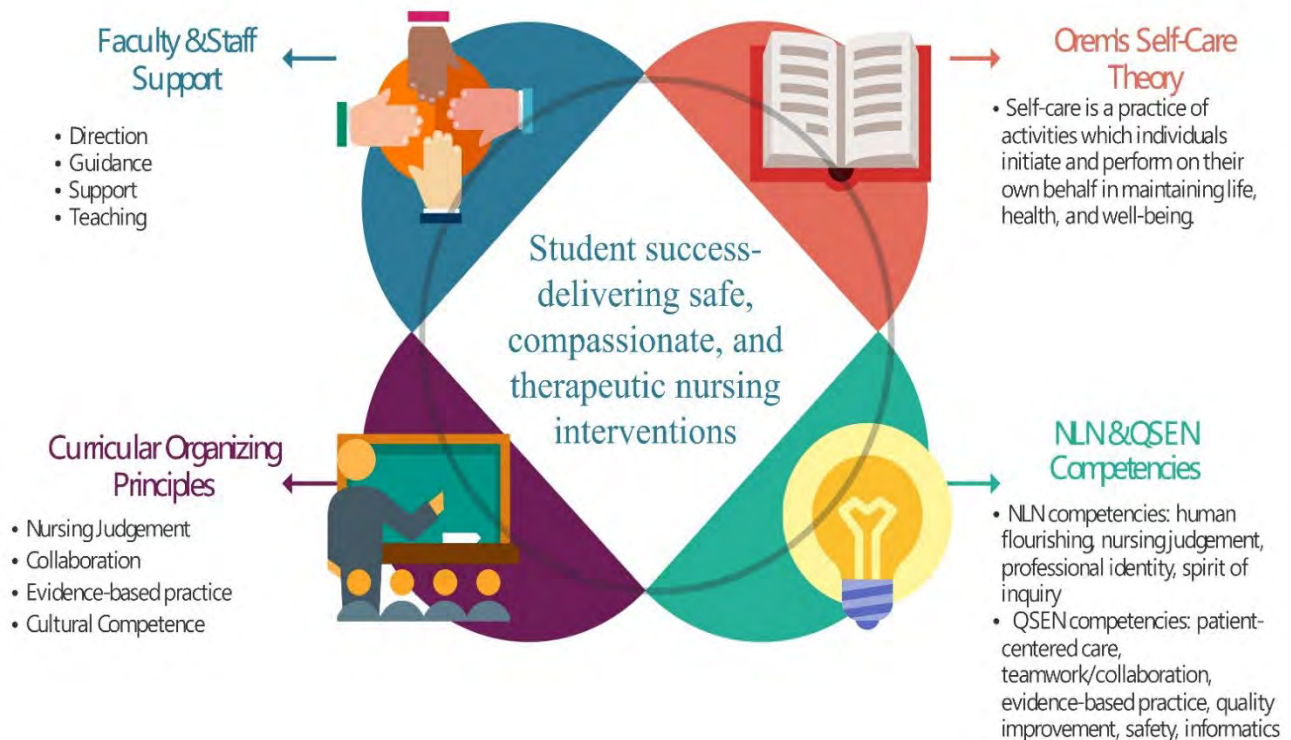 Faculty & Staff
Support
• Direction
• Guidance
• Support
• Teaching
Orem's Self-Care
Theory
• Self-care is a practice of
activities which individuals
initiate and perform on their
own behalf in maintaining life,
health, and well-being.
Student success-
delivering safe,
compassionate, and
therapeutic nursing
interventions
Curricular Organizing
Principles
• Nursing Judgement
• Collaboration
• Evidence-based practice
• Cultural Competence
NLN & QSEN
Competencies
• NLN competencies: human
flourishing, nursing judgement,
professional identity, spirit of
inquiry
• QSEN competencies: patient-
centered care,
teamwork/collaboration,
evidence-based practice, quality
improvement, safety, informatics